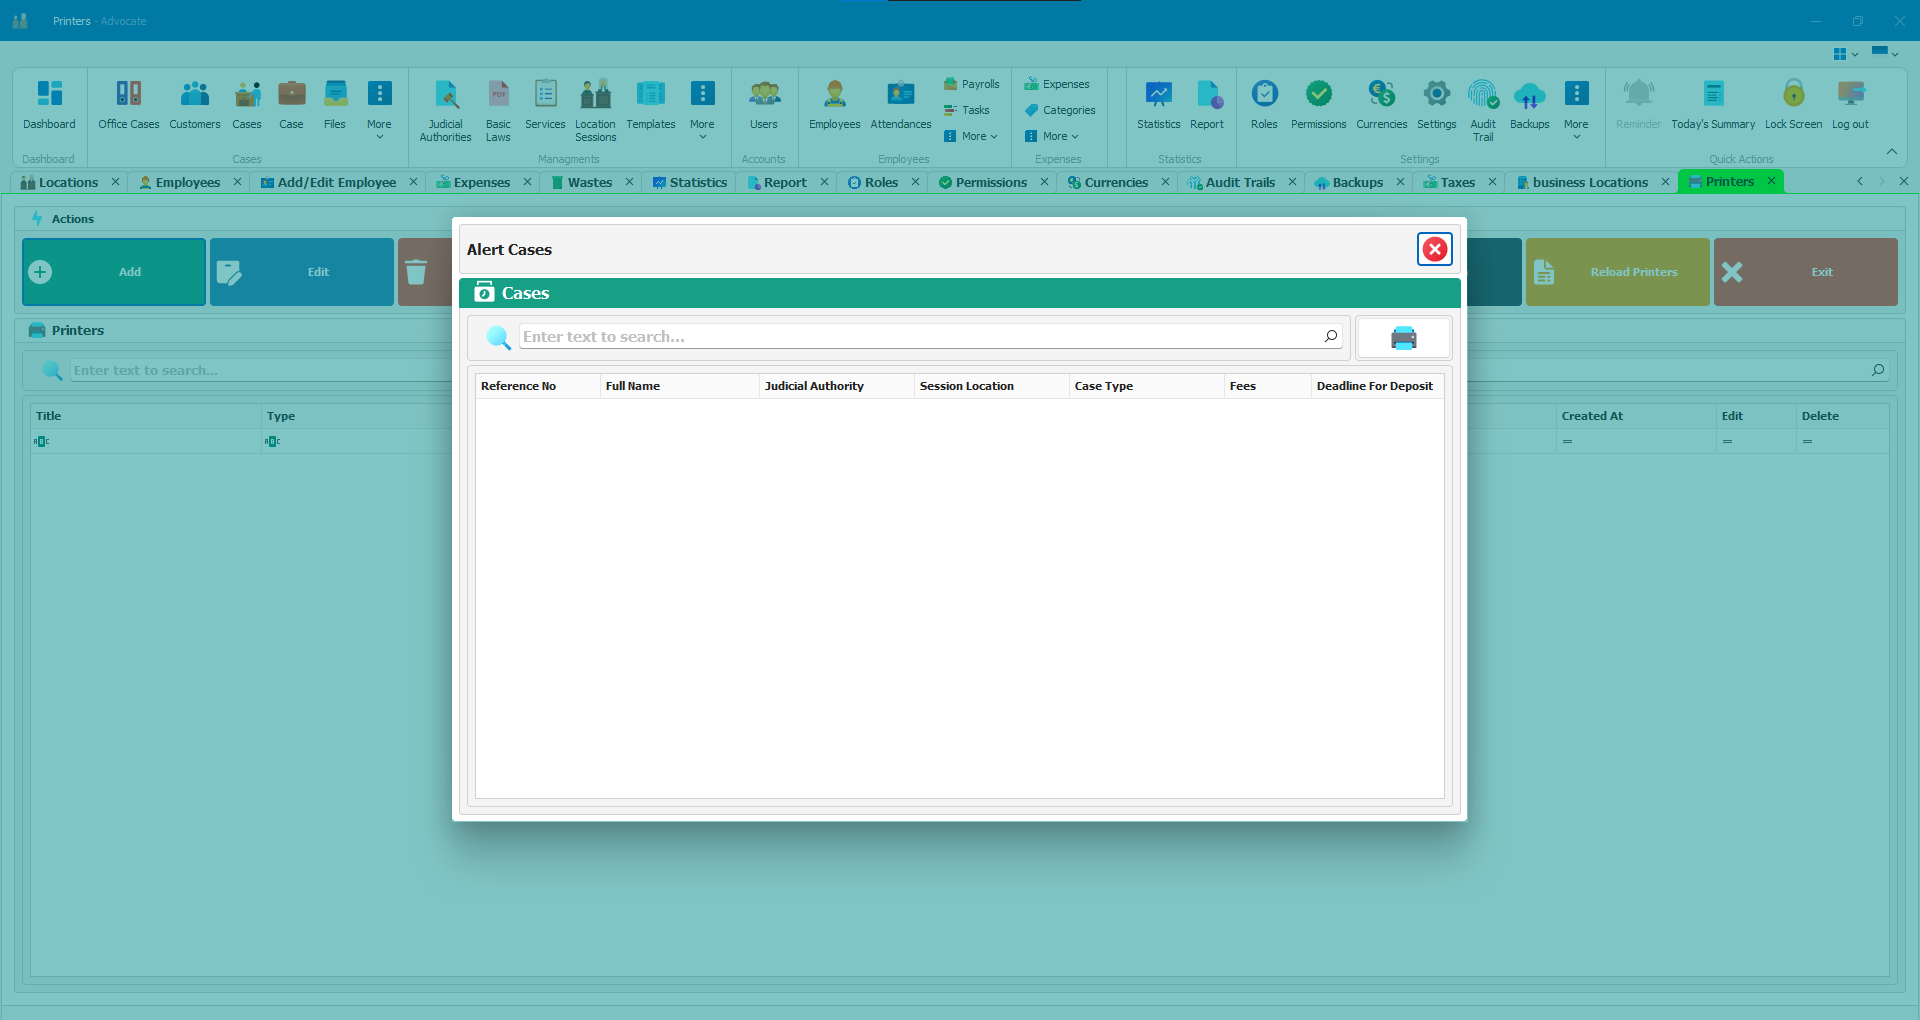 Printers - Advocate
Dashboard
Office Cases
Customers
Cases
Case
Files
More
Judicial Authorities
Basic Laws
Services
Location Sessions
Templates
More
Users
Employees
Attendances
Payrolls
Tasks
More
Expenses
Categories
More
Statistics
Report
Roles
Permissions
Currencies
Settings
Audit Trail
Backups
More
Reminder
Today's Summary
Lock Screen
Log out
Dashboard
Cases
Managments
Accounts
Employees
Expenses
Statistics
Settings
Quick Actions
Locations
Employees
Add/Edit Employee
Expenses
Wastes
Statistics
Report
Roles
Permissions
Currencies
Audit Trails
Backups
Taxes
business Locations
Printers
Actions
Add
Edit
Reload Printers
Exit
Printers
Enter text to search...
Title
Type
Created At
Edit
Delete
Alert Cases
Cases
Enter text to search...
Reference No
Full Name
Judicial Authority
Session Location
Case Type
Fees
Deadline For Deposit